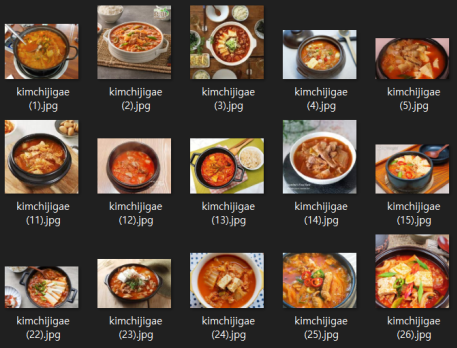 kimchijigae
(1).jpg
kimchijigae
(2).jpg
kimchijigae
(3).jpg
kimchijigae
(4).jpg
kimchijigae
(5).jpg
kimchijigae
(11).jpg
kimchijigae
(12).jpg
kimchijigae
(13).jpg
kimchijigae
(14).jpg
kimchijigae
(15).jpg
kimchijigae
(22).jpg
kimchijigae
(23).jpg
kimchijigae
(24).jpg
kimchijigae
(25).jpg
kimchijigae
(26).jpg